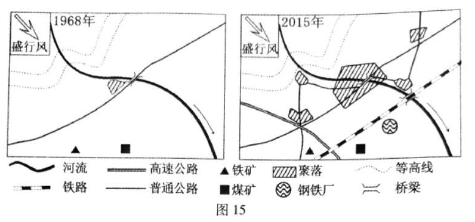 1968年
盛行风
2015年
盛行风
河流 高速公路 铁矿 聚落 等高线
铁路 普通公路 煤矿 钢铁厂 桥梁
图 15